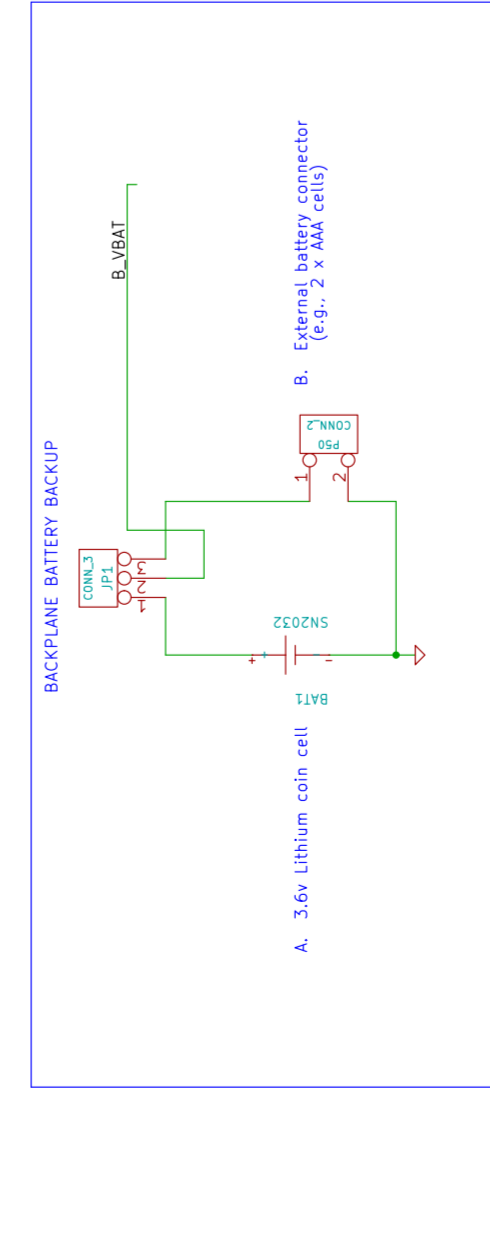 BACKPLANE BATTERY BACKUP
B_VBAT
CONN_3
JP1
3
2
1
B. External battery connector
(e.g., 2 x AAA cells)
CONN_2
P50
1
2
SN2032
+ + - -
BAT1
A. 3.6v Lithium coin cell